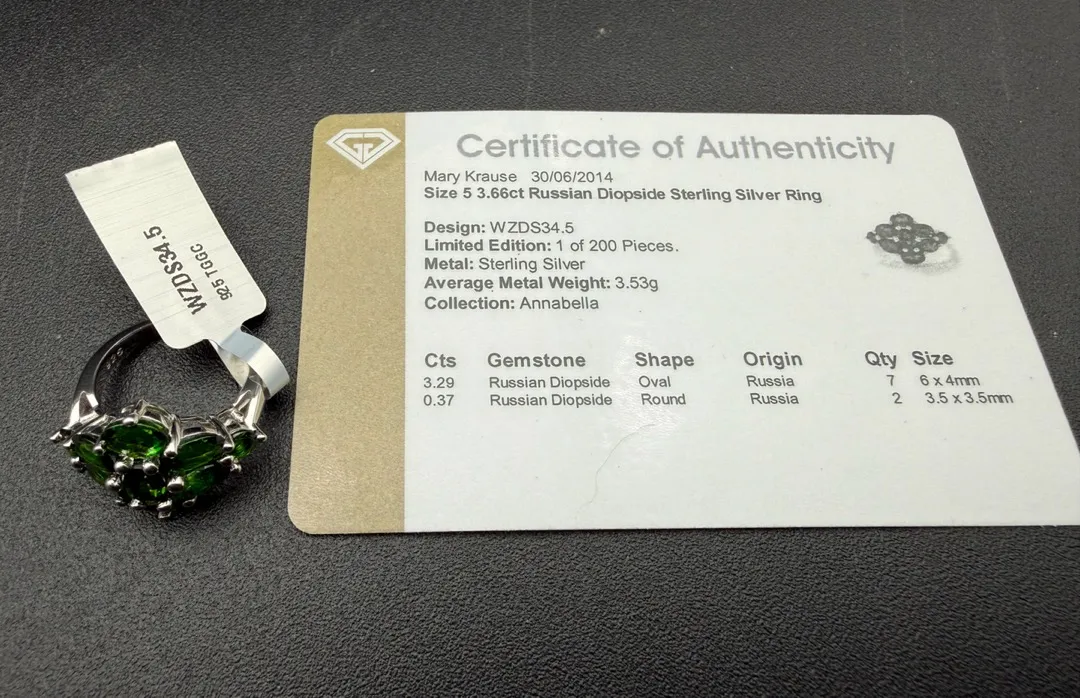 WZDS34.5
925 TGGC
925
Certificate of Authenticity
Mary Krause 30/06/2014
Size 5 3.66ct Russian Diopside Sterling Silver Ring
Design: WZDS34.5
Limited Edition: 1 of 200 Pieces.
Metal: Sterling Silver
Average Metal Weight: 3.53g
Collection: Annabella
Cts Gemstone Shape Origin Qty Size
3.29 Russian Diopside Oval Russia 7 6 x 4mm
0.37 Russian Diopside Round Russia 2 3.5 x 3.5mm